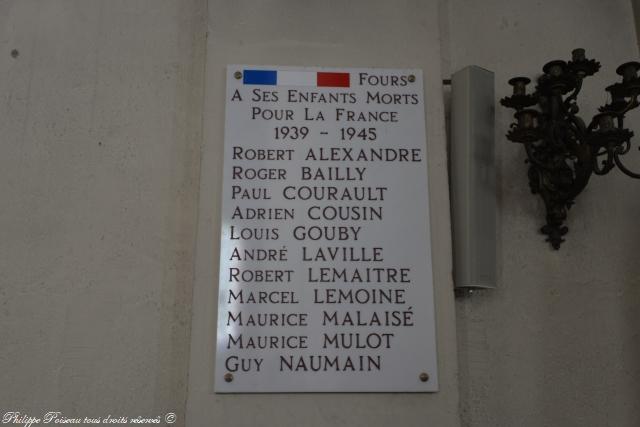 FOURS
A SES ENFANTS MORTS
POUR LA FRANCE
1939 - 1945
ROBERT ALEXANDRE
ROGER BAILLY
PAUL COURAULT
ADRIEN COUSIN
LOUIS GOUBY
ANDRÉ LAVILLE
ROBERT LEMAITRE
MARCEL LEMOINE
MAURICE MALAISÉ
MAURICE MULOT
GUY NAUMAIN
Philippe Poiseau tous droits réservés ©